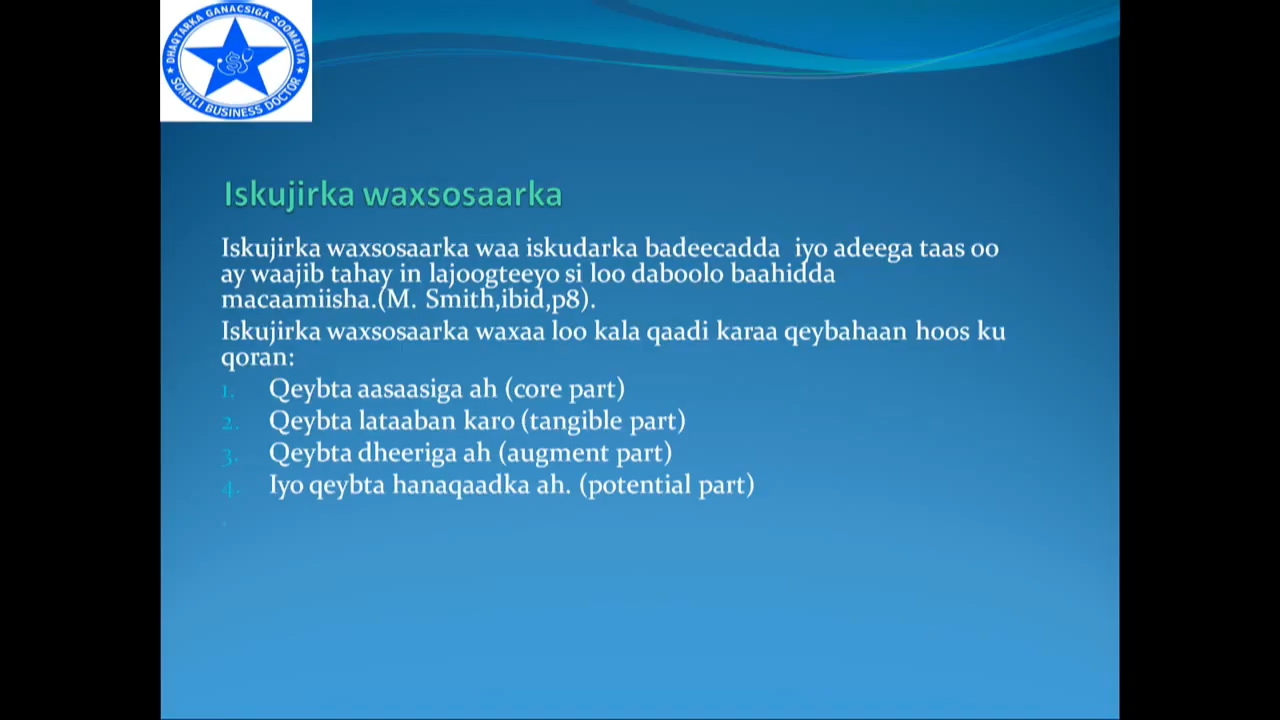 DHAQTARKA GANACSIGA SOOMALIYA
SOMALI BUSINESS DOCTOR
Iskujirka waxsosaarka
Iskujirka waxsosaarka waa iskudarka badeecadda iyo adeega taas oo
ay waajib tahay in lajoogteeyo si loo daboolo baahidda
macaamiisha.(M. Smith,ibid,p8).
Iskujirka waxsosaarka waxaa loo kala qaadi karaa qeybahaan hoos ku
qoran:
1. Qeybta aasaasiga ah (core part)
2. Qeybta lataaban karo (tangible part)
3. Qeybta dheeriga ah (augment part)
4. Iyo qeybta hanaqaadka ah. (potential part)
.